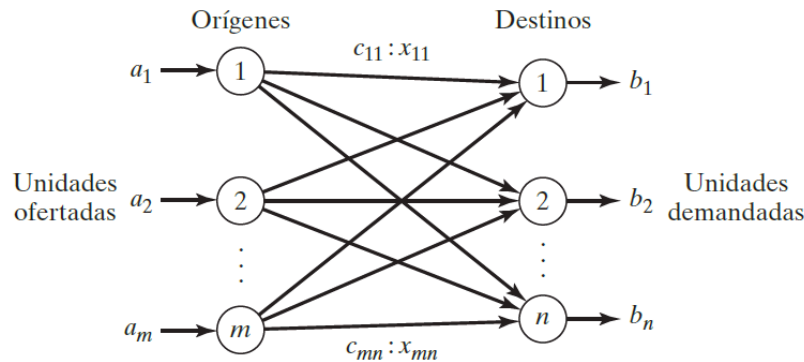 Orígenes
Destinos
c11 : x11
a1
1
1
b1
Unidades
ofertadas
a2
2
2
b2
Unidades
demandadas
⋮
⋮
am
m
n
bn
cmn : xmn